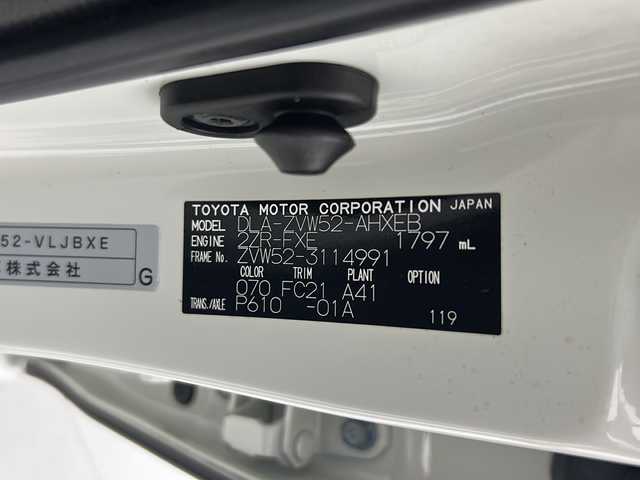 TOYOTA MOTOR CORPORATION JAPAN
MODEL DLA-ZVW52-AHXEB
ENGINE 2ZR-FXE 1797 mL
FRAME No. ZVW52-3114991
COLOR TRIM PLANT OPTION
070 FC21 A41
TRANS./AXLE P610 -01A
119
52-VLJBXE
株式会社
G